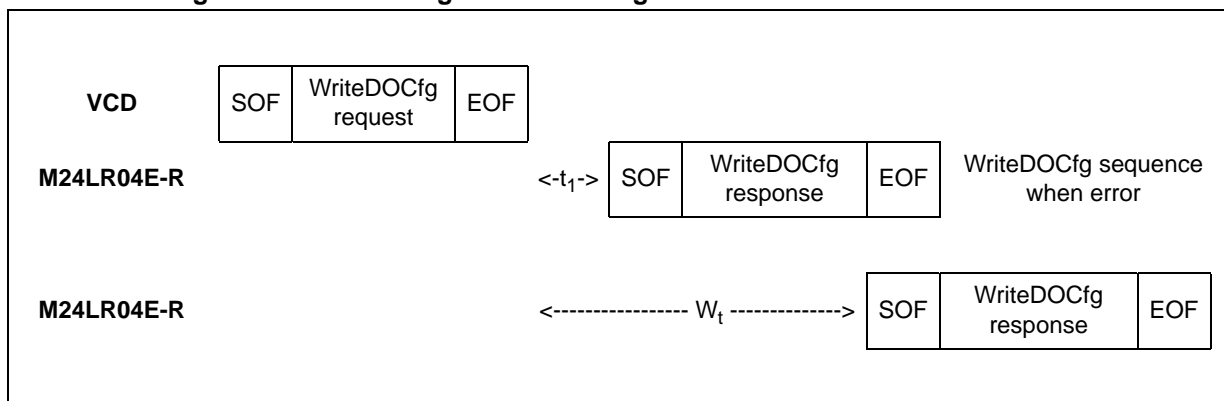 VCD SOF WriteDOCfg request EOF
M24LR04E-R <-t1-> SOF WriteDOCfg response EOF WriteDOCfg sequence when error
M24LR04E-R <----------------- Wt --------------> SOF WriteDOCfg response EOF